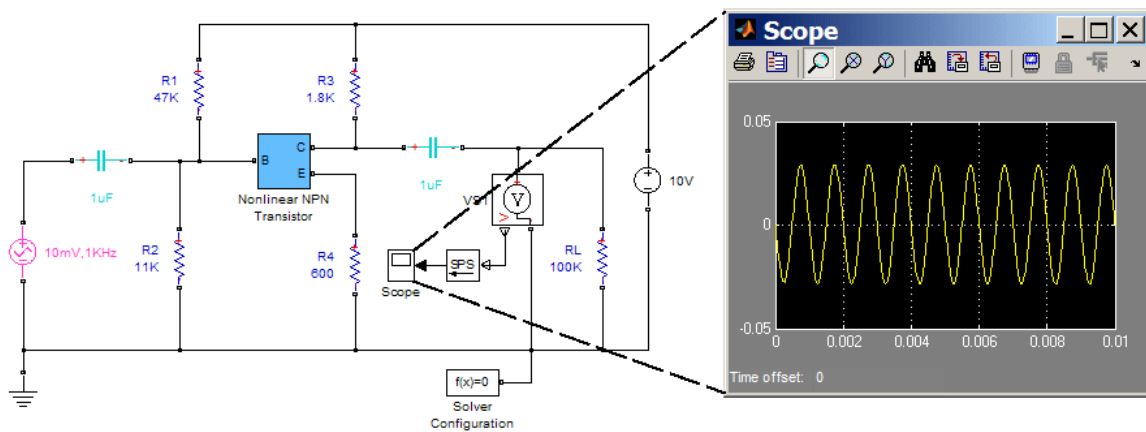 R1
47K
R3
1.8K
B
C
E
Nonlinear NPN
Transistor
+
-
1uF
+
-
1uF
10mV,1KHz
R2
11K
R4
600
VS1
V
SPS
Scope
RL
100K
10V
f(x)=0
Solver
Configuration
Scope
0.05
0
-0.05
0
0.002
0.004
0.006
0.008
0.01
Time offset: 0